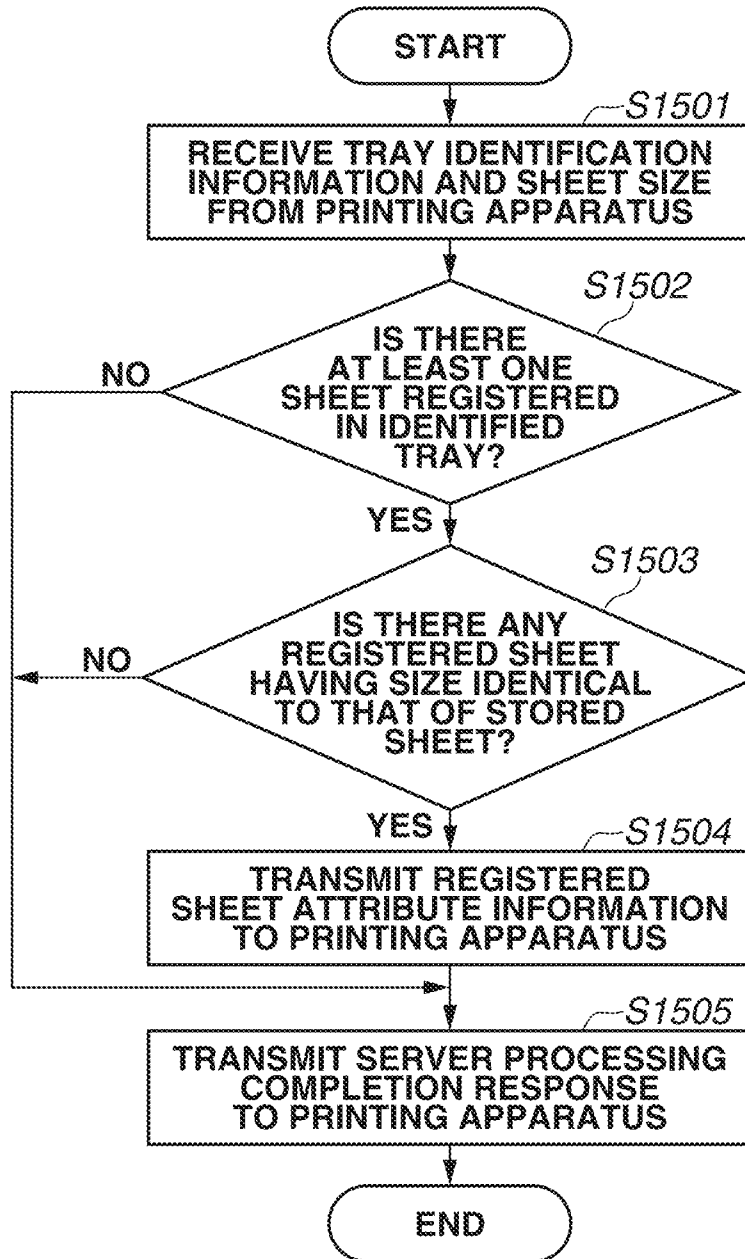 START
S1501
RECEIVE TRAY IDENTIFICATION
INFORMATION AND SHEET SIZE
FROM PRINTING APPARATUS
S1502
IS THERE
AT LEAST ONE
SHEET REGISTERED
IN IDENTIFIED
TRAY?
NO
YES
S1503
IS THERE ANY
REGISTERED SHEET
HAVING SIZE IDENTICAL
TO THAT OF STORED
SHEET?
NO
YES
S1504
TRANSMIT REGISTERED
SHEET ATTRIBUTE INFORMATION
TO PRINTING APPARATUS
S1505
TRANSMIT SERVER PROCESSING
COMPLETION RESPONSE
TO PRINTING APPARATUS
END